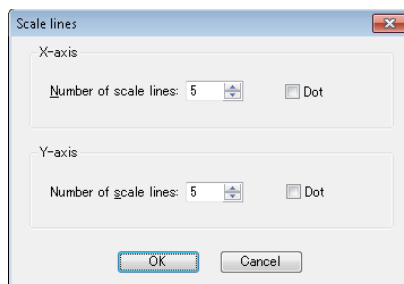 Scale lines
X-axis
Number of scale lines: 5 Dot
Y-axis
Number of scale lines: 5 Dot
OK Cancel